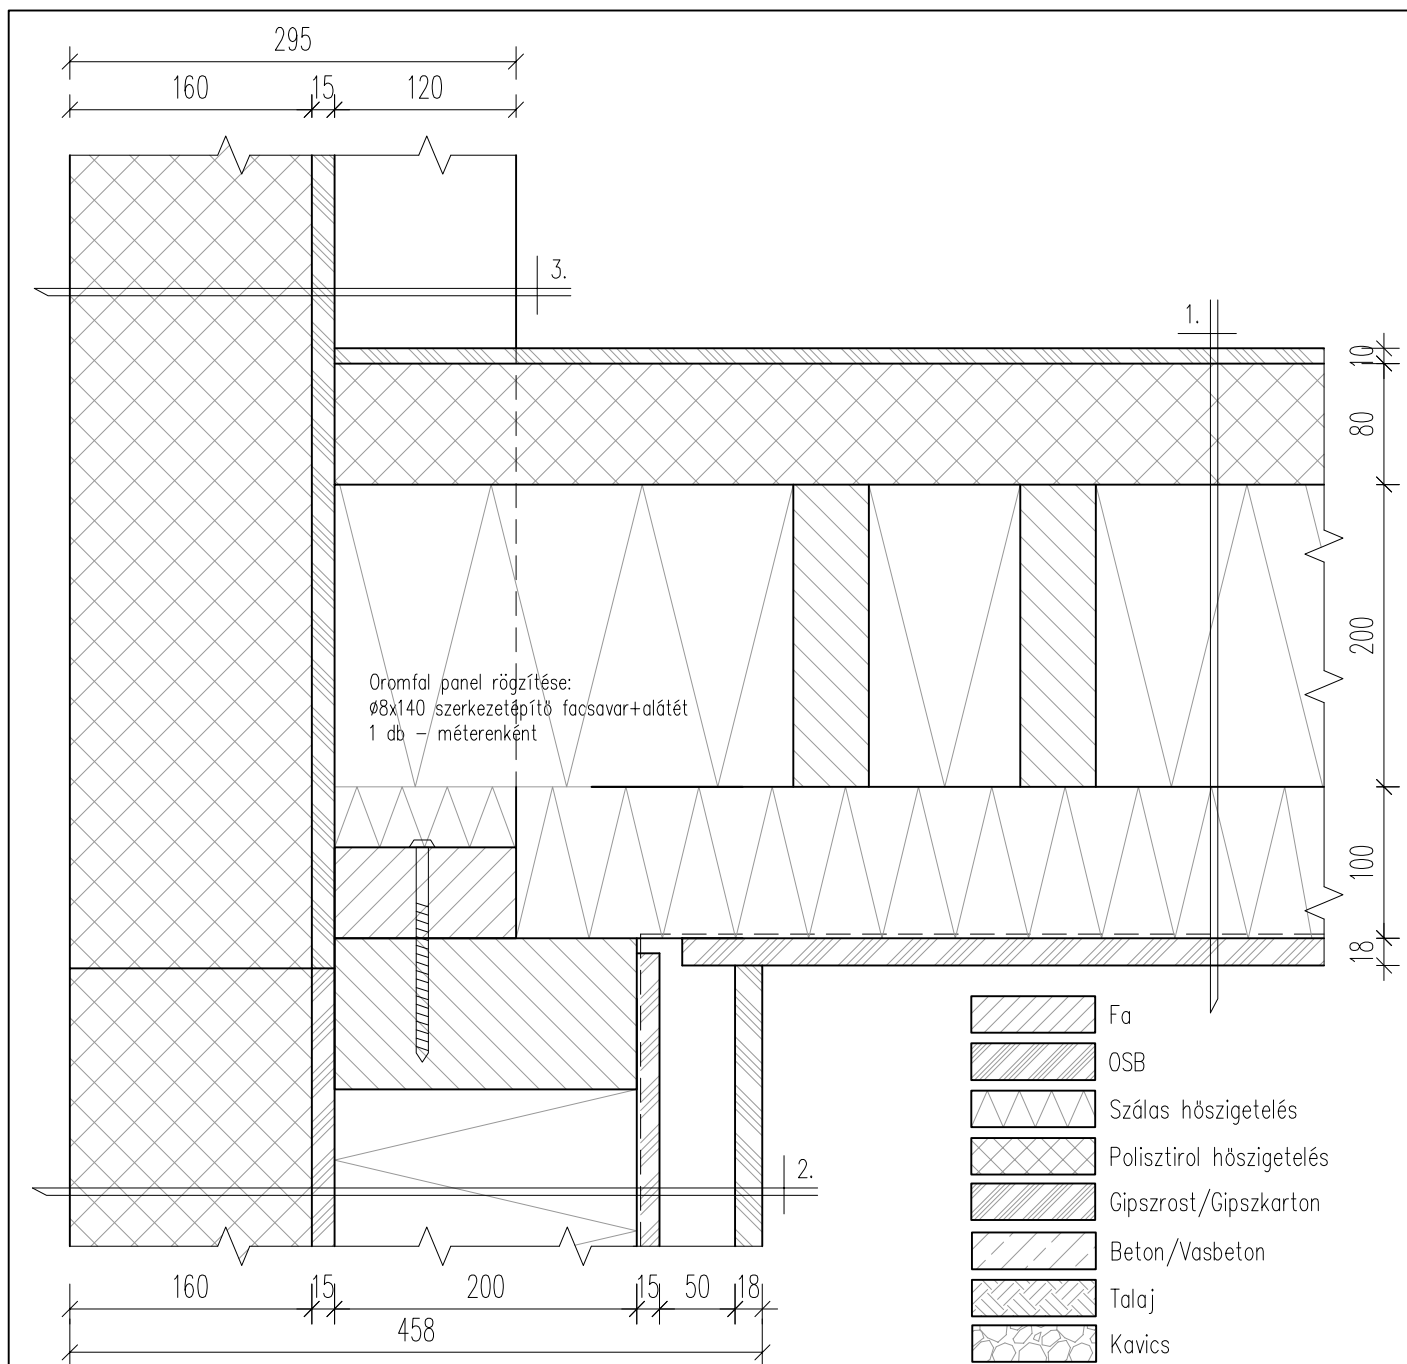 295
160 15 120
3.
1.
10
80
200
100
18
Oromfal panel rögzítése:
Ø8x140 szerkezetépítő facsavar+alátét
1 db - méterenként
2.
Fa
OSB
Szálas hőszigetelés
Polisztirol hőszigetelés
Gipszrost/Gipszkarton
Beton/Vasbeton
Talaj
Kavics
160 15 200 15 50 18
458